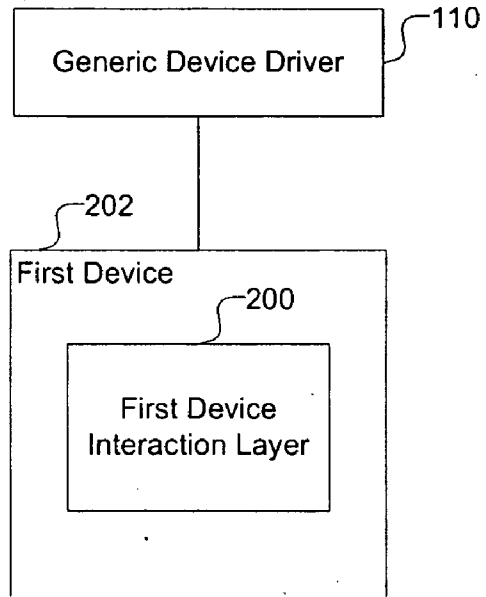 110
Generic Device Driver
202
First Device
200
First Device
Interaction Layer